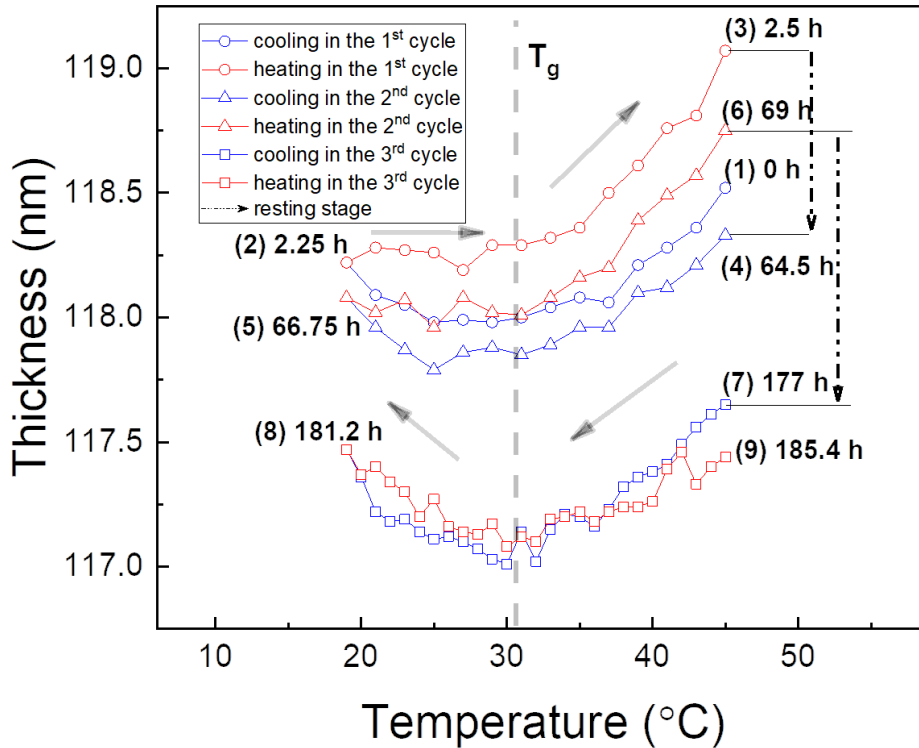 cooling in the 1st cycle
heating in the 1st cycle
cooling in the 2nd cycle
heating in the 2nd cycle
cooling in the 3rd cycle
heating in the 3rd cycle
resting stage
Tg
(3) 2.5 h
(6) 69 h
(1) 0 h
(2) 2.25 h
(4) 64.5 h
(5) 66.75 h
(7) 177 h
(8) 181.2 h
(9) 185.4 h
119.0
118.5
118.0
117.5
117.0
Thickness (nm)
10 20 30 40 50
Temperature (°C)